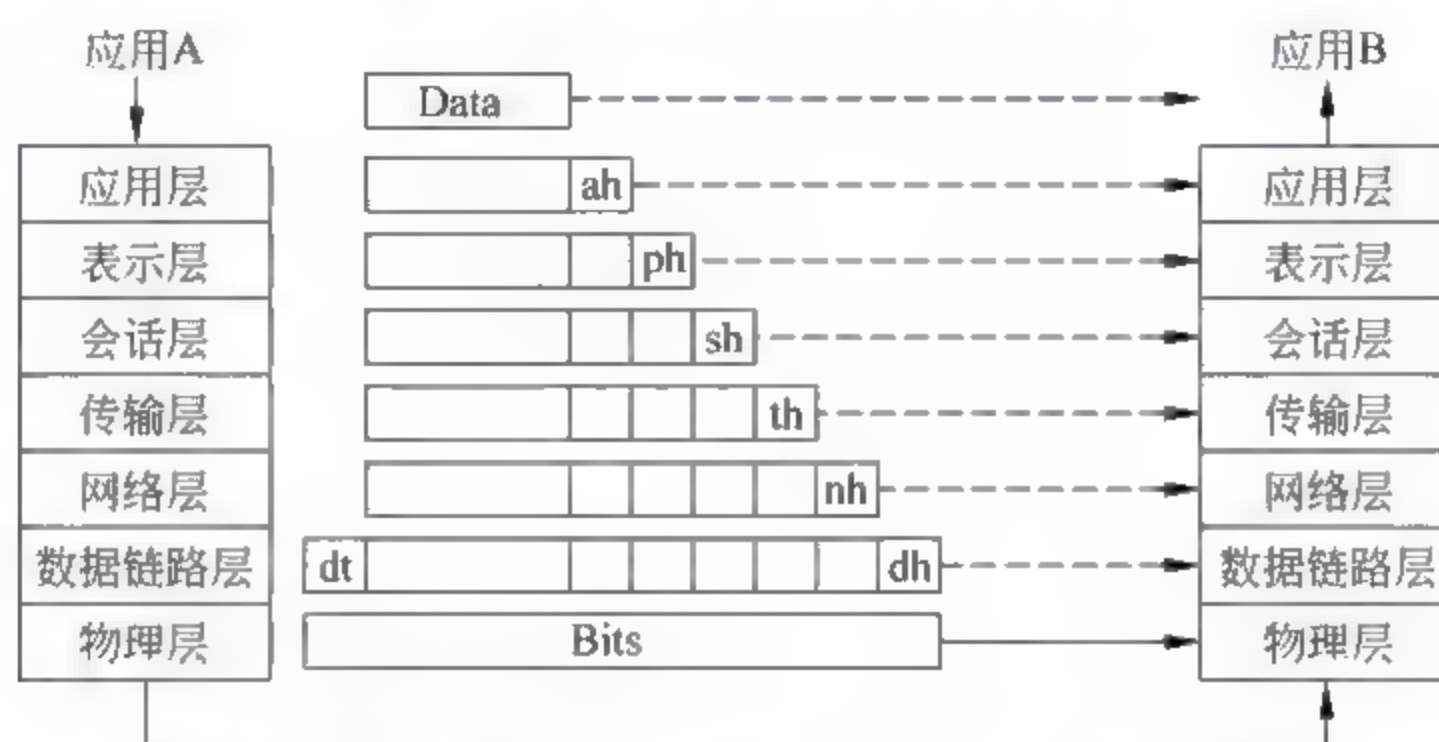 应用A
应用B
Data
应用层
ah
应用层
表示层
ph
表示层
会话层
sh
会话层
传输层
th
传输层
网络层
nh
网络层
数据链路层
dt
dh
数据链路层
物理层
Bits
物理层